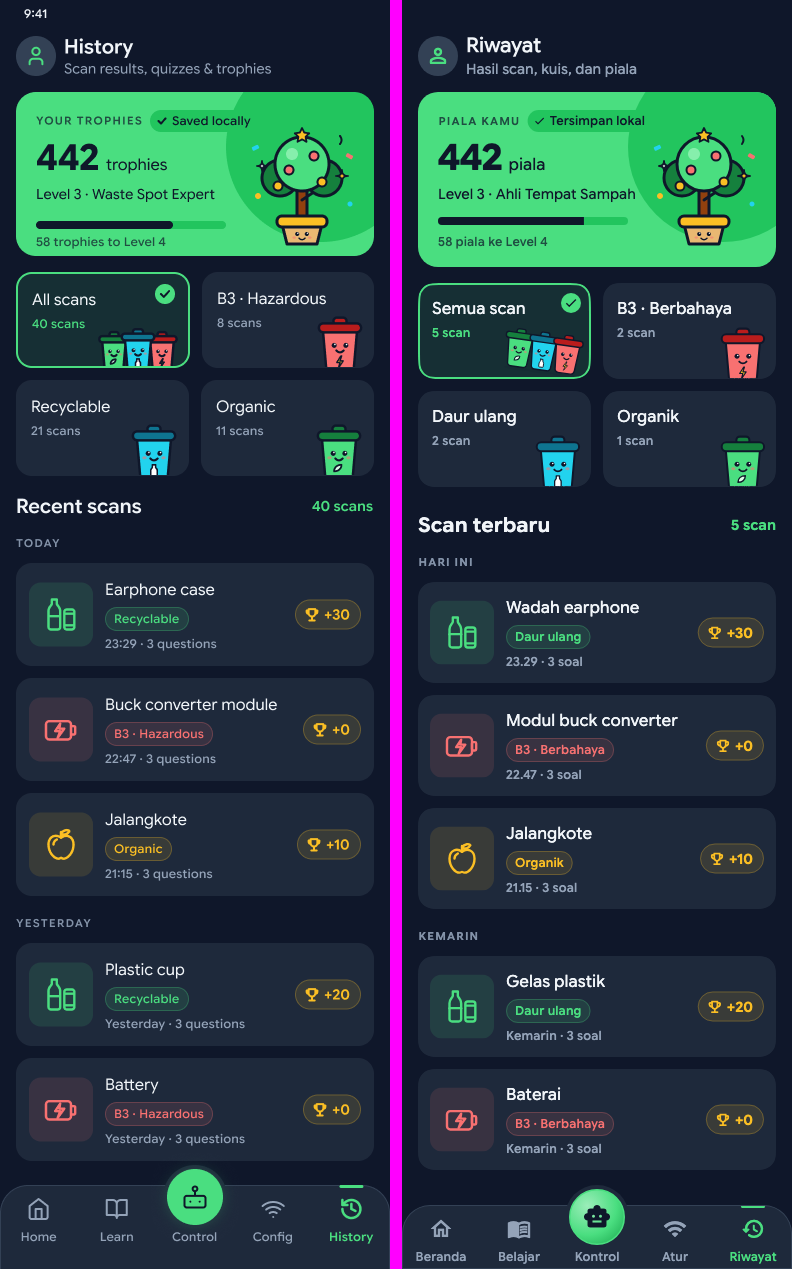 9:41
History
Scan results, quizzes & trophies
YOUR TROPHIES
Saved locally
442 trophies
Level 3 · Waste Spot Expert
58 trophies to Level 4
All scans
40 scans
B3 · Hazardous
8 scans
Recyclable
21 scans
Organic
11 scans
Recent scans
40 scans
TODAY
Earphone case
Recyclable
23:29 · 3 questions
+30
Buck converter module
B3 · Hazardous
22:47 · 3 questions
+0
Jalangkote
Organic
21:15 · 3 questions
+10
YESTERDAY
Plastic cup
Recyclable
Yesterday · 3 questions
+20
Battery
B3 · Hazardous
Yesterday · 3 questions
+0
Home
Learn
Control
Config
History
Riwayat
Hasil scan, kuis, dan piala
PIALA KAMU
Tersimpan lokal
442 piala
Level 3 · Ahli Tempat Sampah
58 piala ke Level 4
Semua scan
5 scan
B3 · Berbahaya
2 scan
Daur ulang
2 scan
Organik
1 scan
Scan terbaru
5 scan
HARI INI
Wadah earphone
Daur ulang
23.29 · 3 soal
+30
Modul buck converter
B3 · Berbahaya
22.47 · 3 soal
+0
Jalangkote
Organik
21.15 · 3 soal
+10
KEMARIN
Gelas plastik
Daur ulang
Kemarin · 3 soal
+20
Baterai
B3 · Berbahaya
Kemarin · 3 soal
+0
Beranda
Belajar
Kontrol
Atur
Riwayat